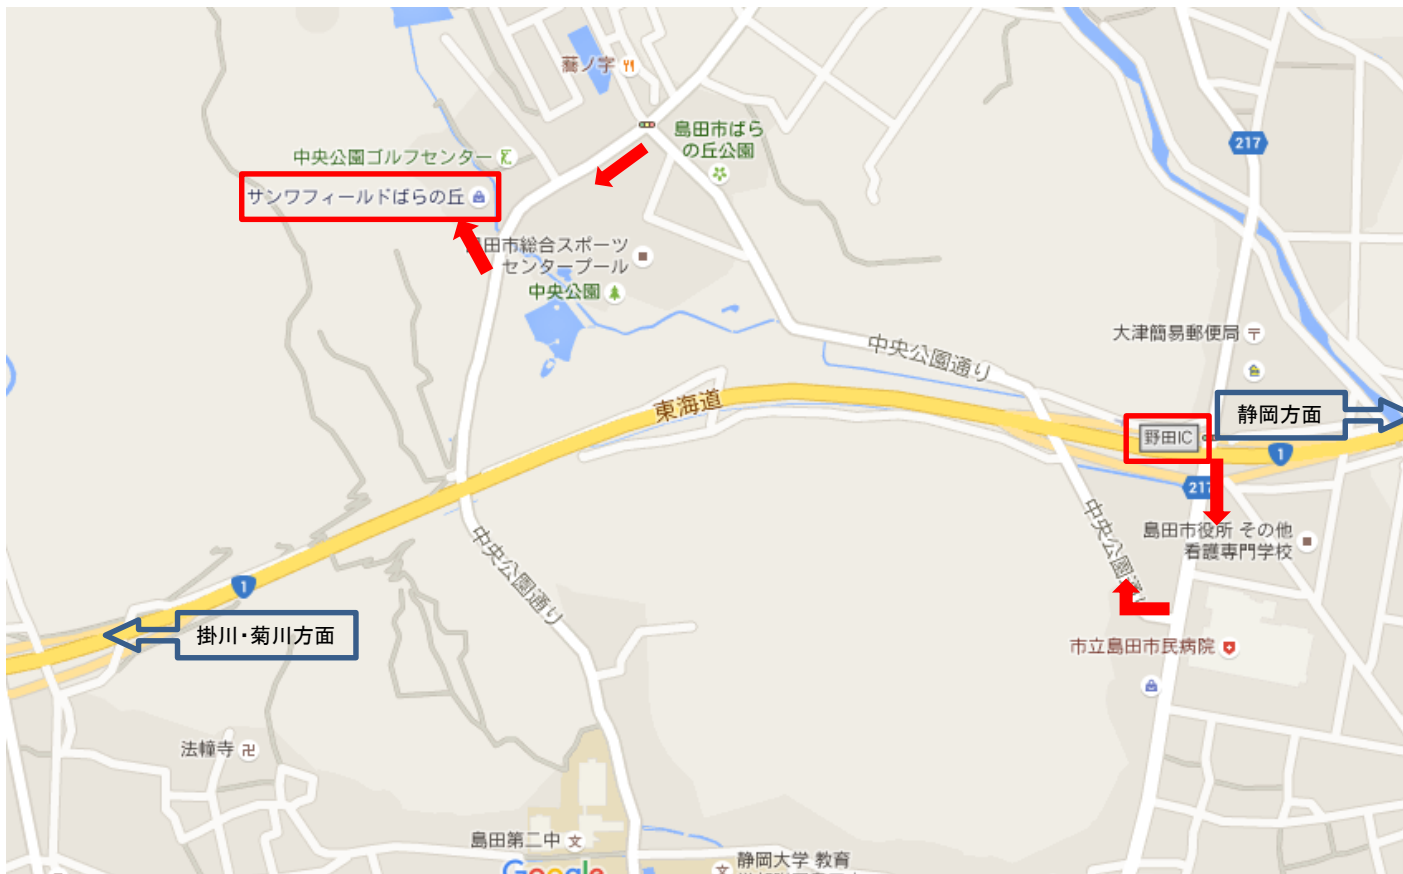 蕎ノ字
島田市ばら
の丘公園
217
中央公園ゴルフセンター
サンワフィールドばらの丘
島田市総合スポーツ
センタープール
中央公園
大津簡易郵便局
中央公園通り
東海道
静岡方面
野田IC
1
217
中央公園通り
島田市役所 その他
看護専門学校
中央公園通り
1
掛川・菊川方面
市立島田市民病院
法幢寺
島田第二中
静岡大学 教育
Google